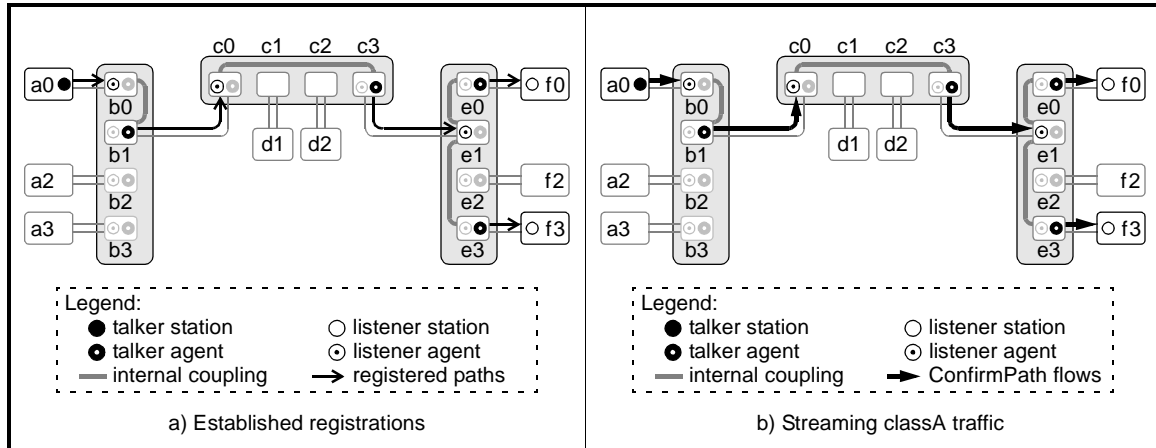 c0 c1 c2 c3
a0 b0 e0 f0
b1 d1 d2 e1
a2 b2 e2 f2
a3 b3 e3 f3
Legend:
talker station listener station
talker agent listener agent
internal coupling registered paths
a) Established registrations
c0 c1 c2 c3
a0 b0 e0 f0
b1 d1 d2 e1
a2 b2 e2 f2
a3 b3 e3 f3
Legend:
talker station listener station
talker agent listener agent
internal coupling ConfirmPath flows
b) Streaming classA traffic